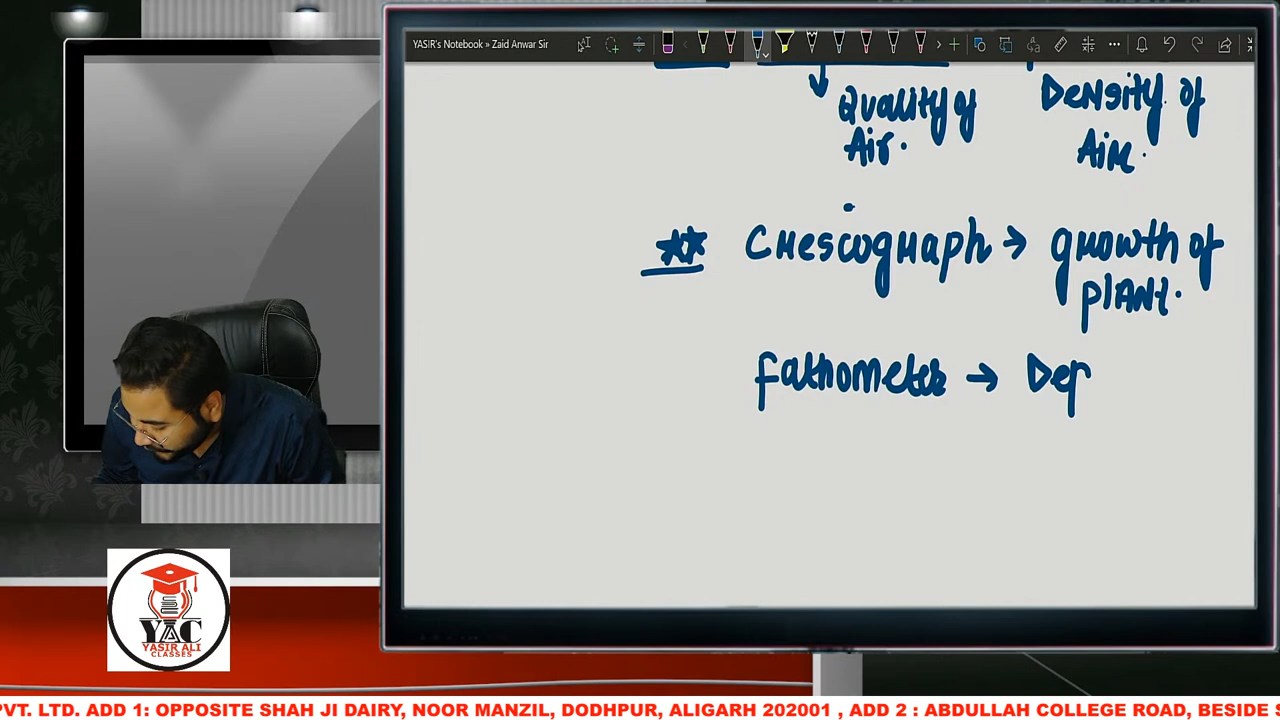 YASIR's Notebook » Zaid Anwar Sir
Quality of
Air.
Density of
Air.
** Crescograph → growth of
plant.
Fathometer → Dep
YAC
YASIR ALI
CLASSES
PVT. LTD. ADD 1: OPPOSITE SHAH JI DAIRY, NOOR MANZIL, DODHPUR, ALIGARH 202001 , ADD 2 : ABDULLAH COLLEGE ROAD, BESIDE S